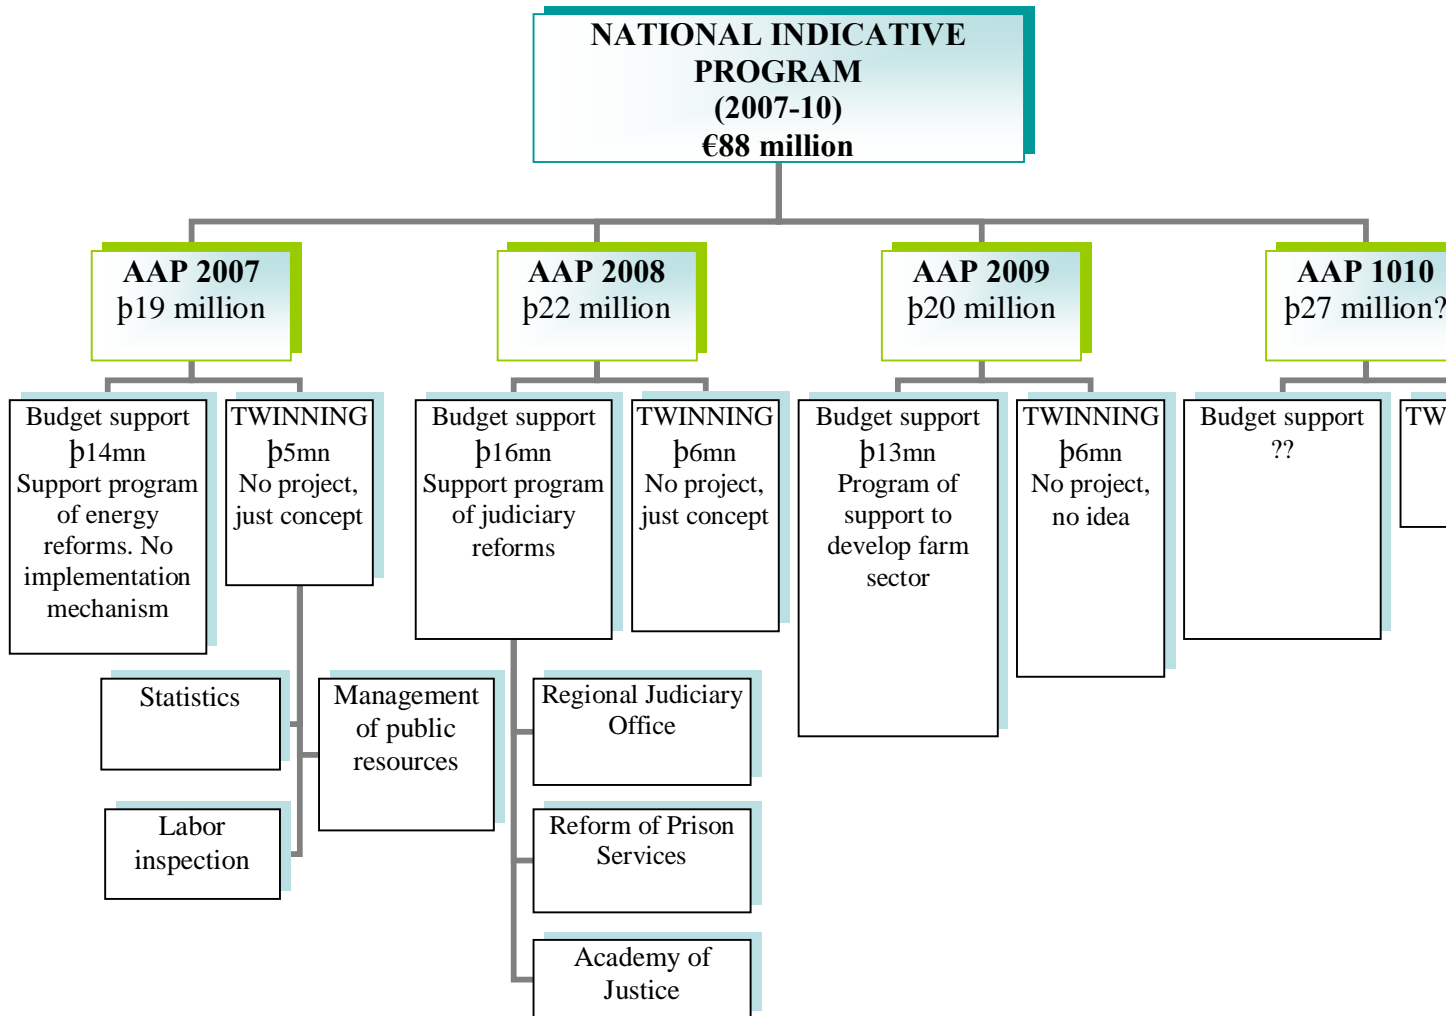 NATIONAL INDICATIVE
PROGRAM
(2007-10)
€88 million
AAP 2007
þ19 million
AAP 2008
þ22 million
AAP 2009
þ20 million
AAP 1010
þ27 million?
Budget support
þ14mn
Support program
of energy
reforms. No
implementation
mechanism
TWINNING
þ5mn
No project,
just concept
Budget support
þ16mn
Support program
of judiciary
reforms
TWINNING
þ6mn
No project,
just concept
Budget support
þ13mn
Program of
support to
develop farm
sector
TWINNING
þ6mn
No project,
no idea
Budget support
??
TW
Statistics
Management
of public
resources
Labor
inspection
Regional Judiciary
Office
Reform of Prison
Services
Academy of
Justice